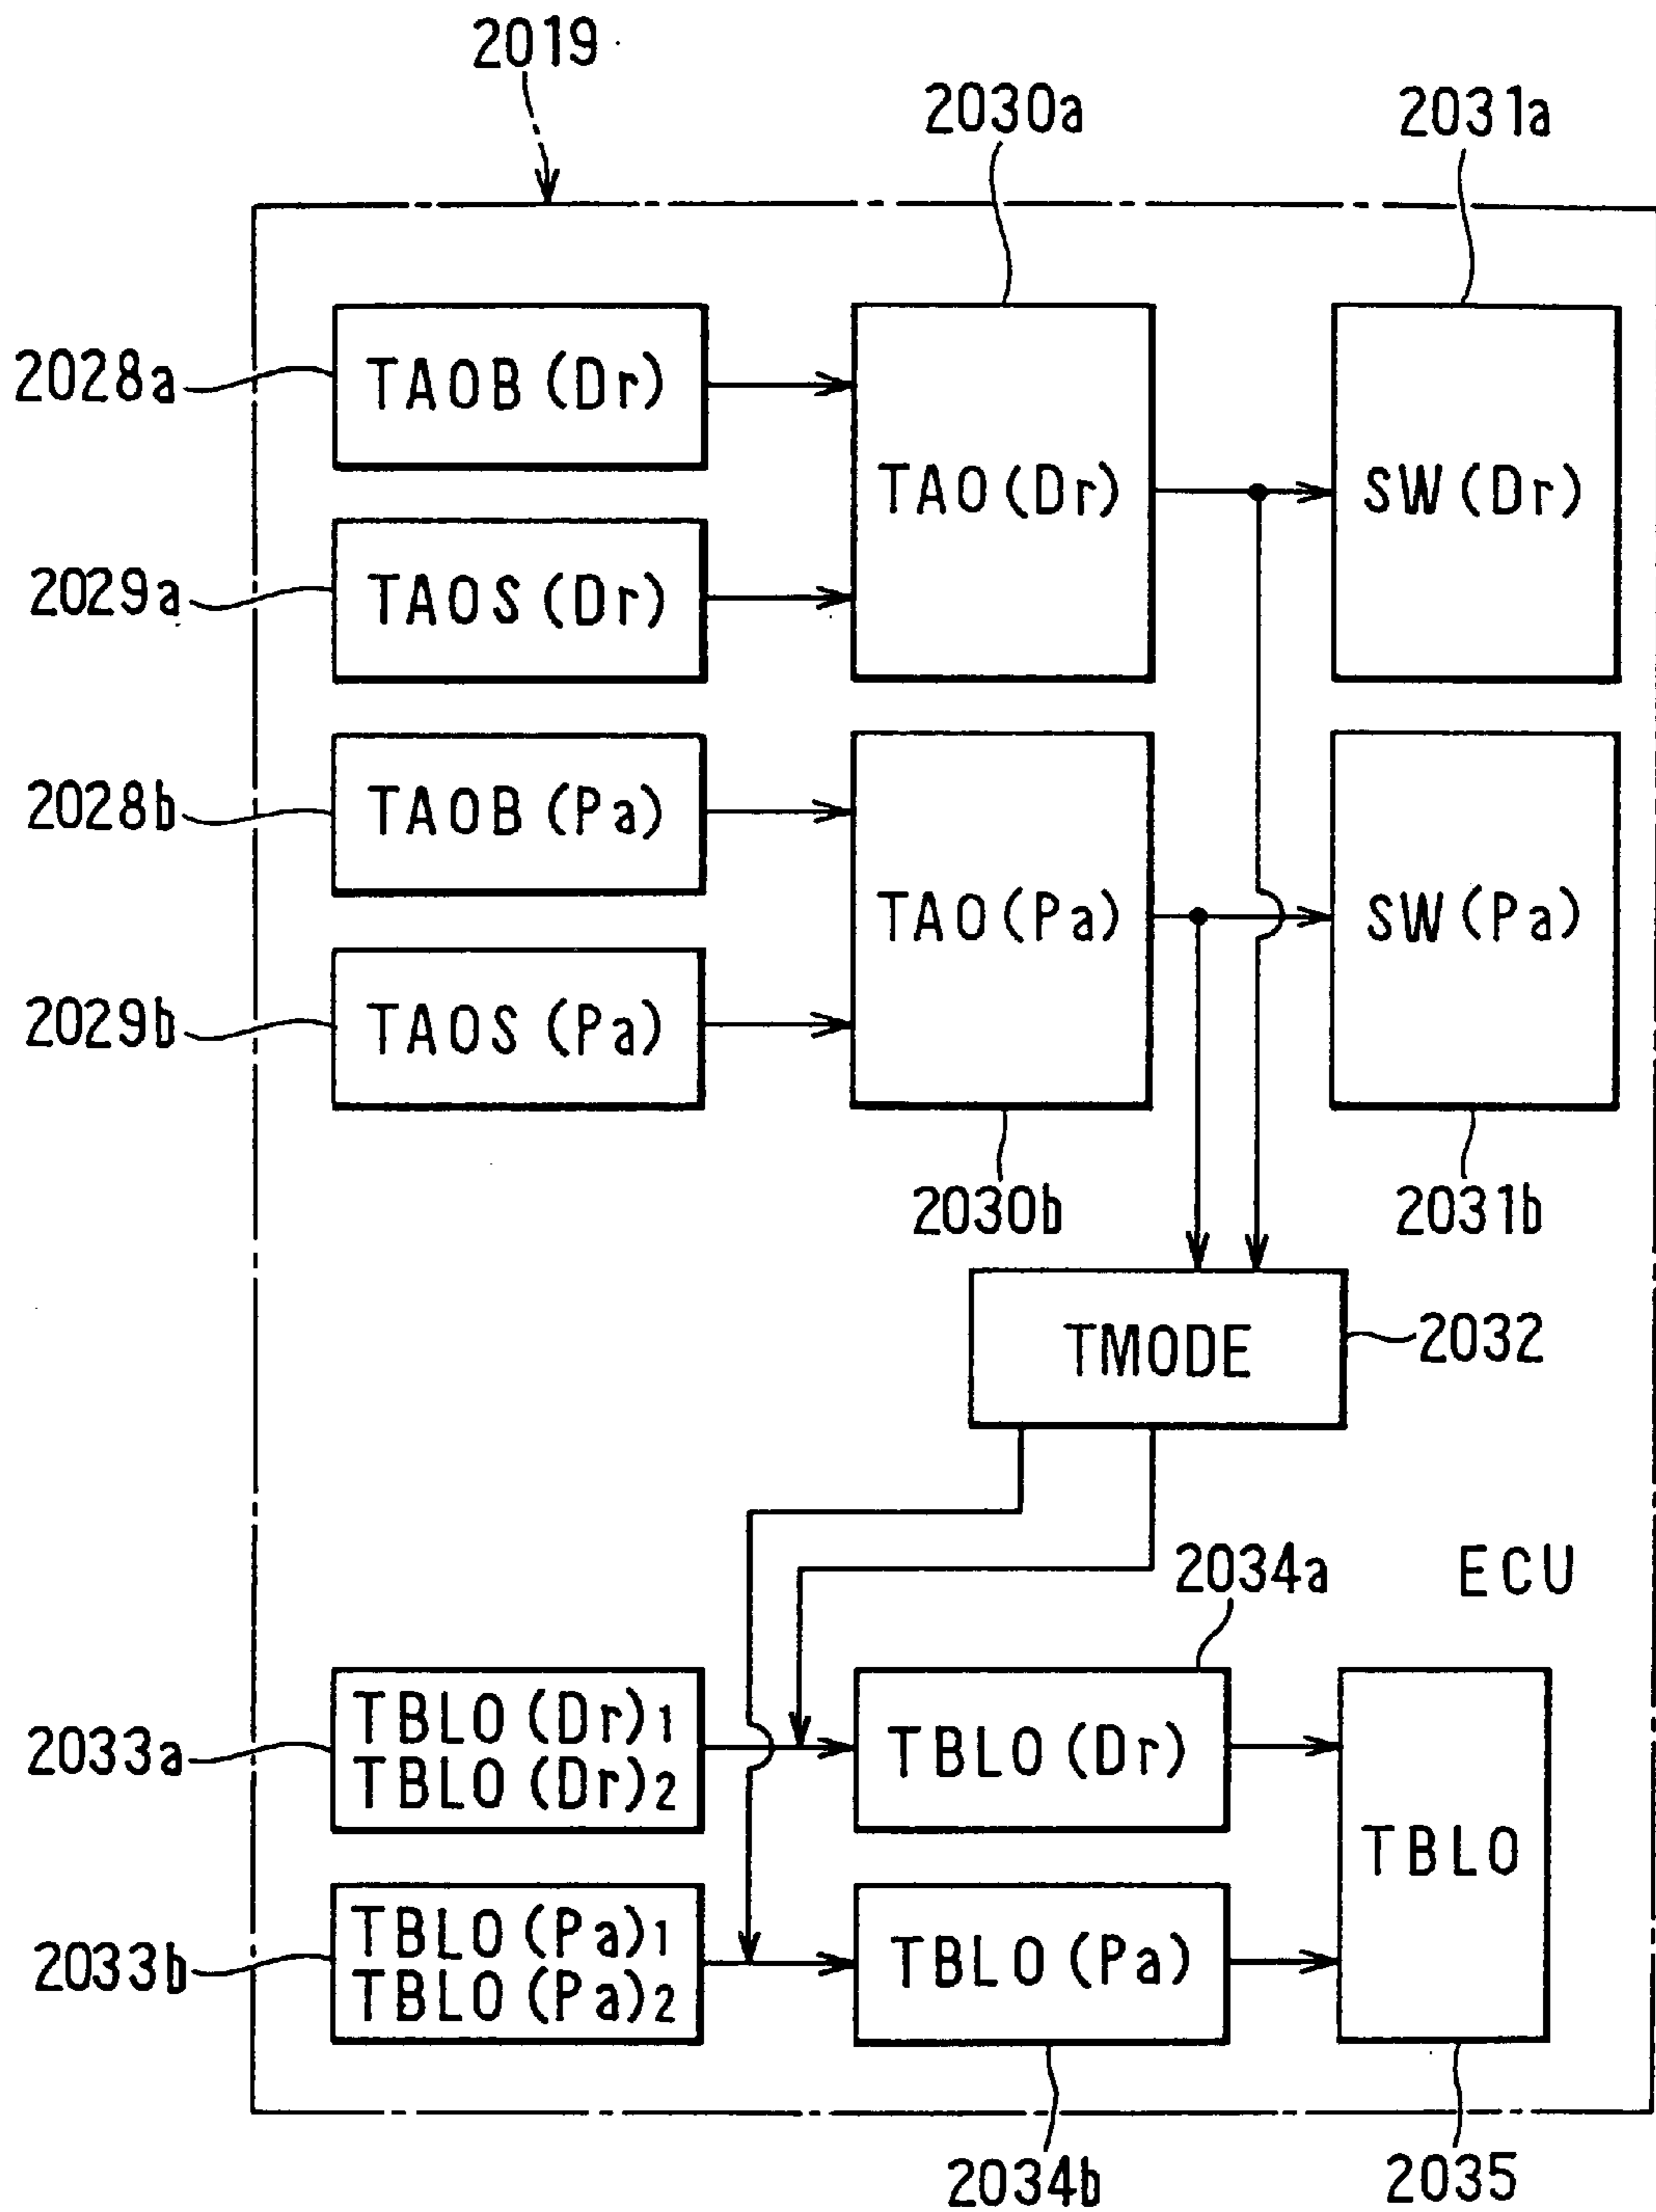 2019
2030a
2031a
2028a
TAOB(Dr)
TAO(Dr)
SW(Dr)
2029a
TAOS(Dr)
2028b
TAOB(Pa)
TAO(Pa)
SW(Pa)
2029b
TAOS(Pa)
2030b
2031b
TMODE
2032
2034a
ECU
2033a
TBLO(Dr)1
TBLO(Dr)2
TBLO(Dr)
TBLO
2033b
TBLO(Pa)1
TBLO(Pa)2
TBLO(Pa)
2034b
2035